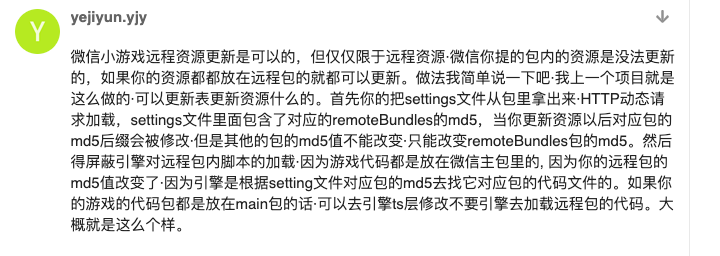 Y
yejiyun.yjy
微信小游戏远程资源更新是可以的，但仅仅限于远程资源·微信你提的包内的资源是没法更新
的，如果你的资源都都放在远程包的就都可以更新。做法我简单说一下吧·我上一个项目就是
这么做的·可以更新表更新资源什么的。首先你的把settings文件从包里拿出来·HTTP动态请
求加载，settings文件里面包含了对应的remoteBundles的md5，当你更新资源以后对应包的
md5后缀会被修改·但是其他的包的md5值不能改变·只能改变remoteBundles包的md5。然后
得屏蔽引擎对远程包内脚本的加载·因为游戏代码都是放在微信主包里的, 因为你的远程包的
md5值改变了·因为引擎是根据setting文件对应包的md5去找它对应包的代码文件的。如果你
的游戏的代码包都是放在main包的话·可以去引擎ts层修改不要引擎去加载远程包的代码。大
概就是这么个样。